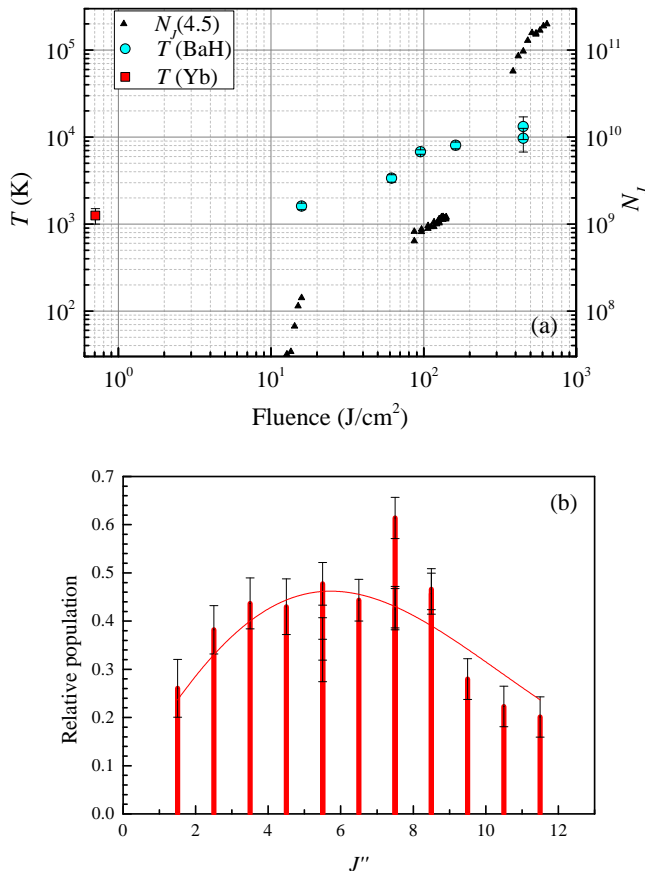 N_J(4.5)
T (BaH)
T (Yb)
10^5
10^4
10^3
10^2
T (K)
10^11
10^10
10^9
10^8
N_J
(a)
10^0 10^1 10^2 10^3
Fluence (J/cm^2)
(b)
0.7
0.6
0.5
0.4
0.3
0.2
0.1
0.0
Relative population
0 2 4 6 8 10 12
J''